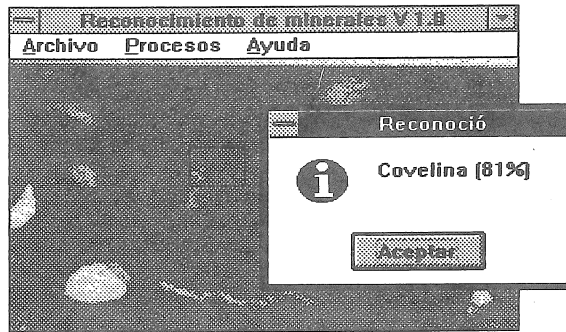 Reconocimiento de minerales V 1.0
Archivo Procesos Ayuda
Reconoció
Covelina (81%)
Aceptar